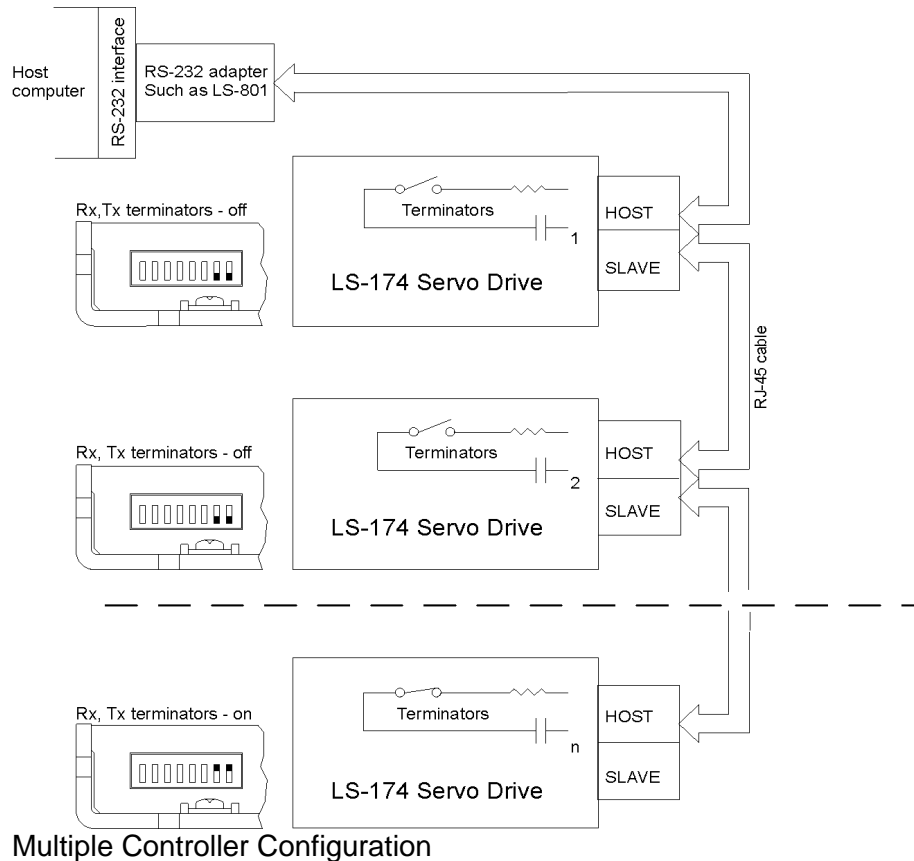 Host
computer
RS-232 interface
RS-232 adapter
Such as LS-801
Rx,Tx terminators - off
Terminators
1
LS-174 Servo Drive
HOST
SLAVE
RJ-45 cable
Rx, Tx terminators - off
Terminators
2
LS-174 Servo Drive
HOST
SLAVE
Rx, Tx terminators - on
Terminators
n
LS-174 Servo Drive
HOST
SLAVE
Multiple Controller Configuration